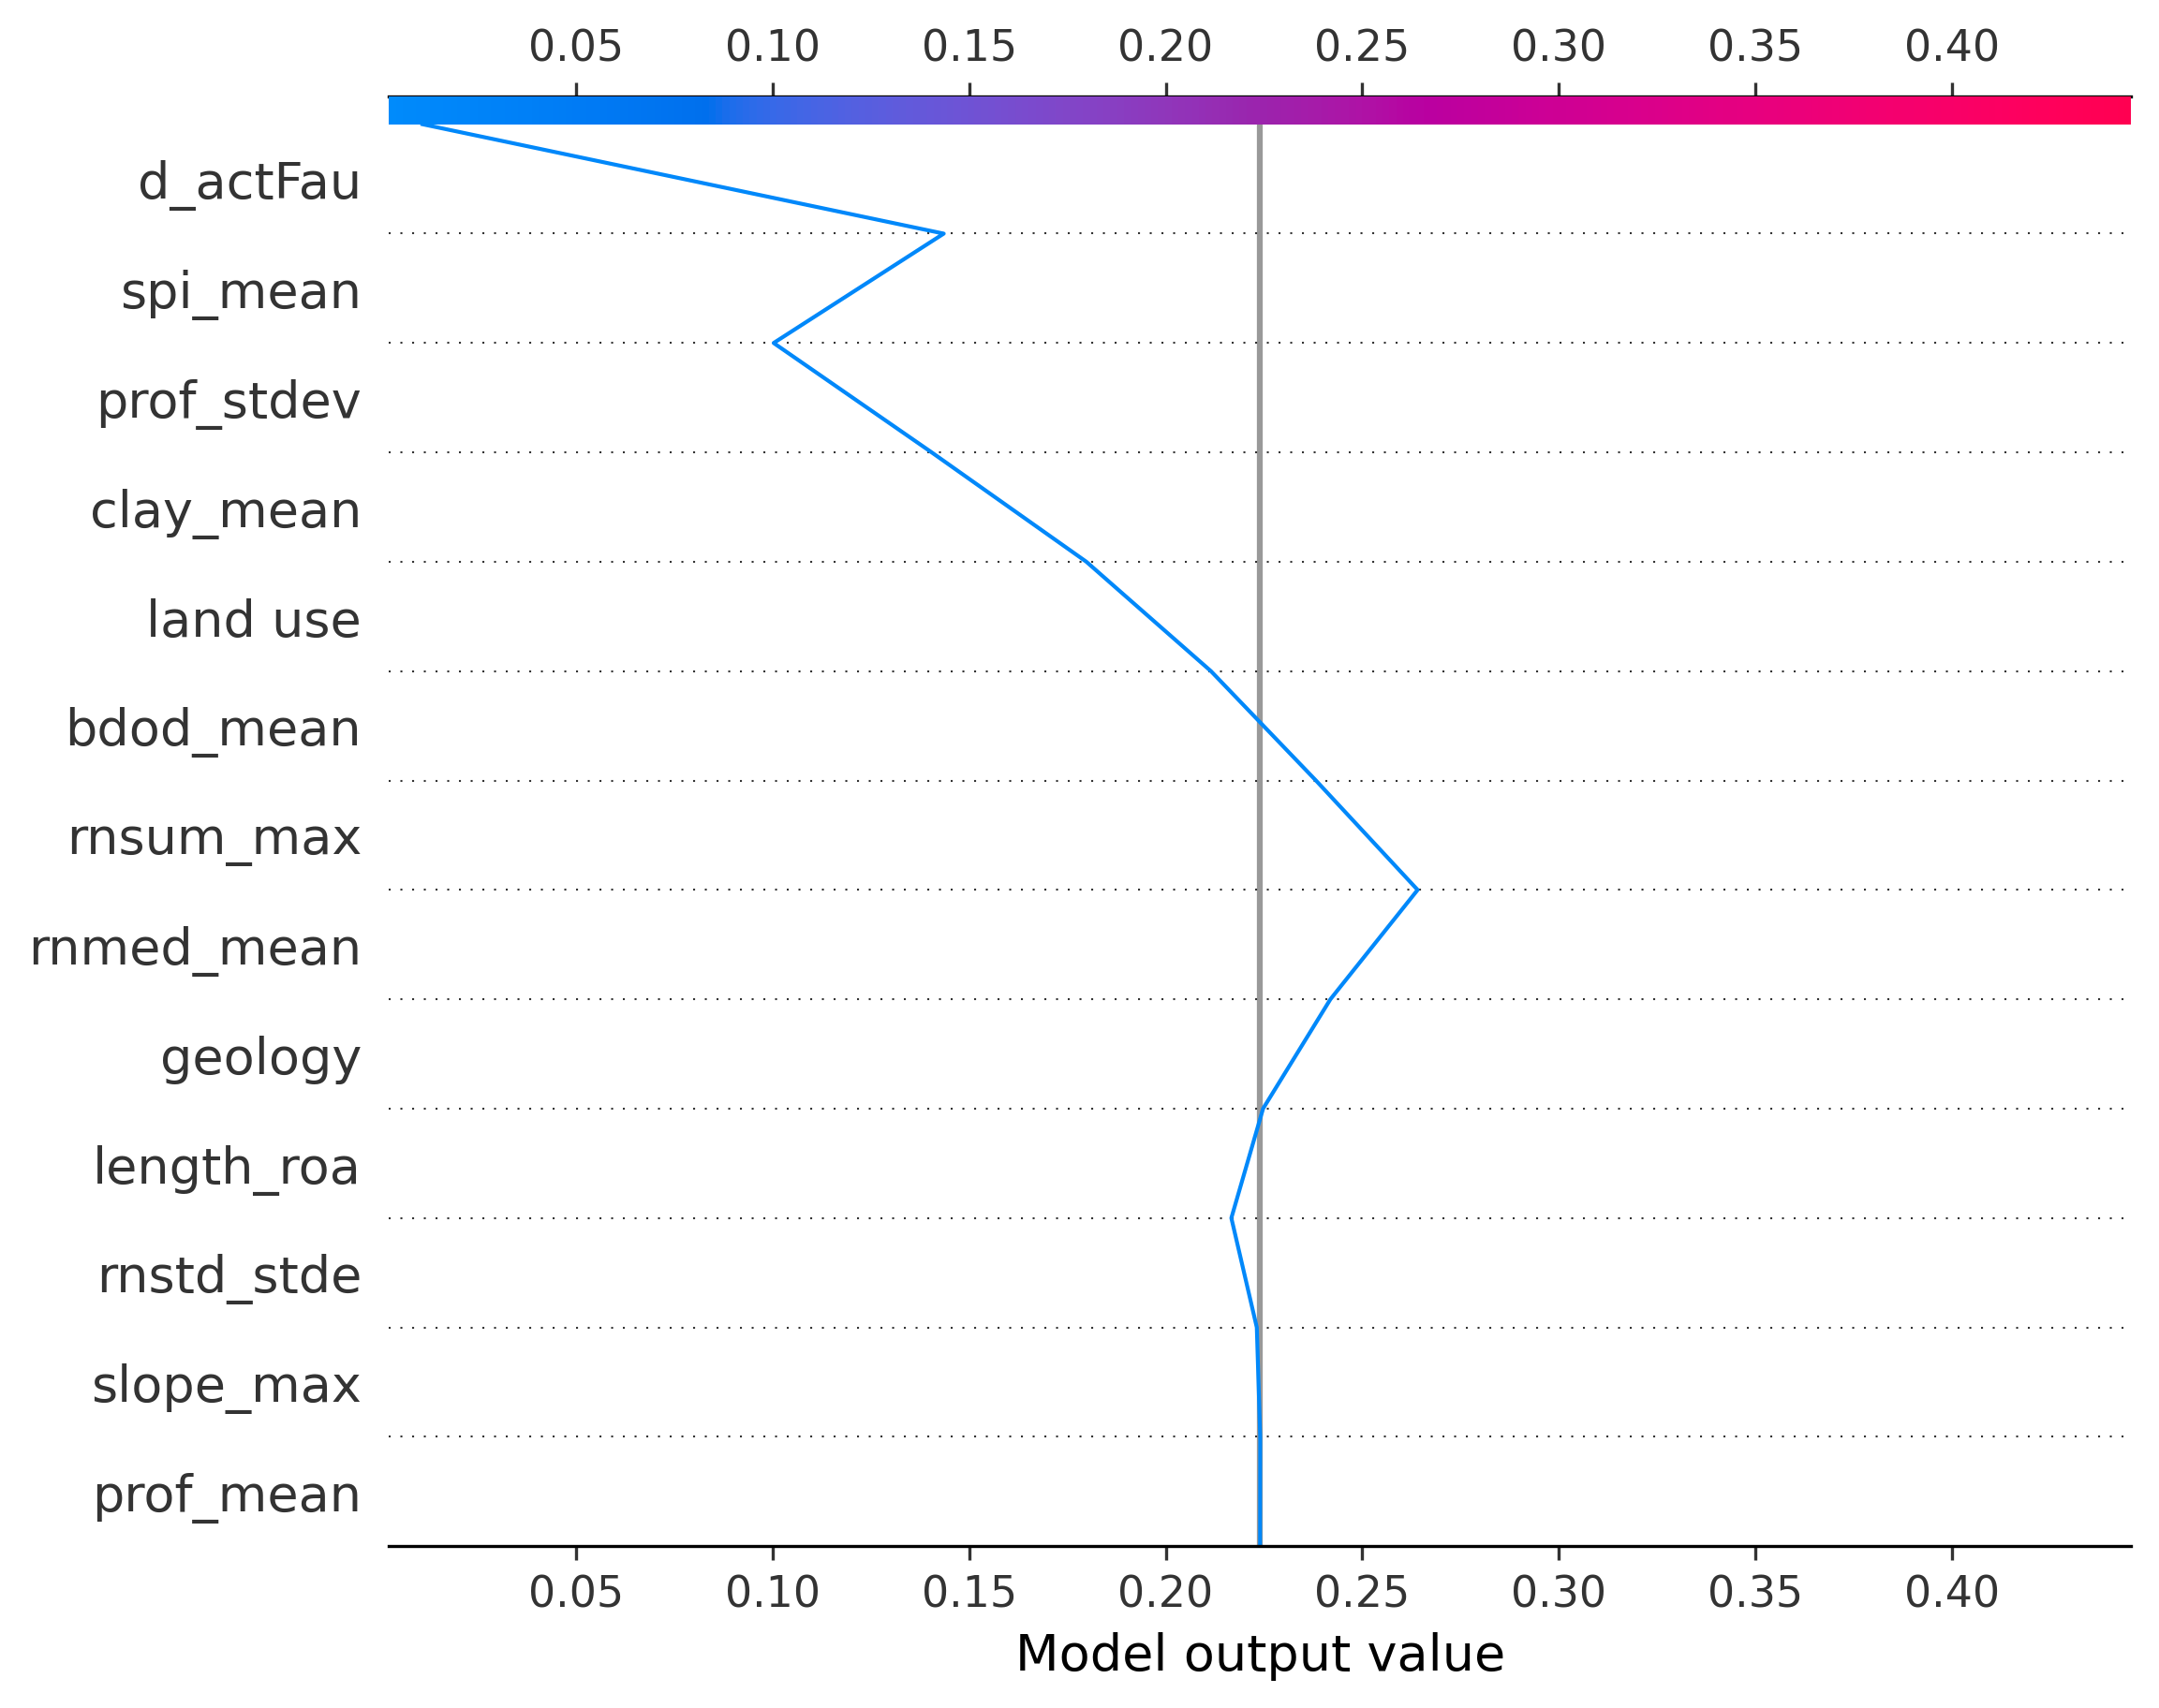 0.05 0.10 0.15 0.20 0.25 0.30 0.35 0.40
d_actFau
spi_mean
prof_stdev
clay_mean
land use
bdod_mean
rnsum_max
rnmed_mean
geology
length_roa
rnstd_stde
slope_max
prof_mean
0.05 0.10 0.15 0.20 0.25 0.30 0.35 0.40
Model output value